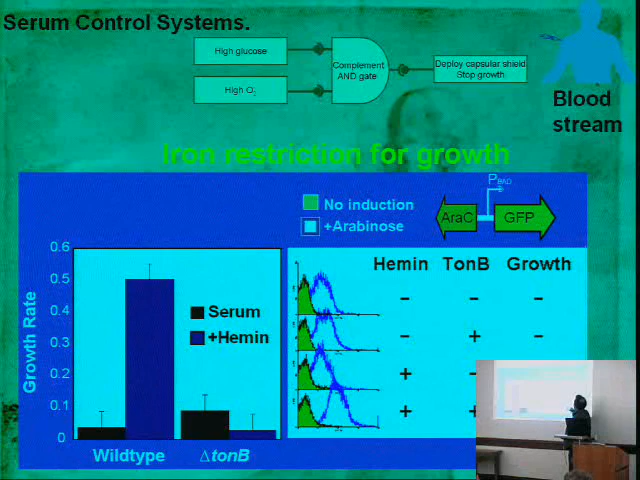 Serum Control Systems.
High glucose
High O2
Complement
AND gate
Deploy capsular shield
Stop growth
Blood
stream
Iron restriction for growth
No induction
+Arabinose
PBAD
AraC
GFP
Growth Rate
0.6
0.5
0.4
0.3
0.2
0.1
0
Serum
+Hemin
Wildtype
ΔtonB
Hemin TonB Growth
- - -
- + -
+ -
+ +